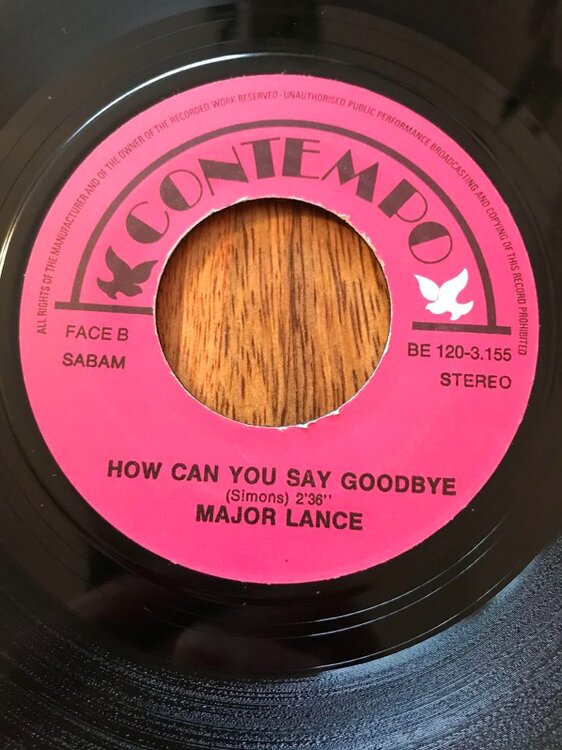 ALL RIGHTS OF THE MANUFACTURER AND OF THE OWNER OF THE RECORDED WORK RESERVED · UNAUTHORISED PUBLIC PERFORMANCE BROADCASTING AND COPYING OF THIS RECORD PROHIBITED
CONTEMPO
FACE B
SABAM
BE 120-3.155
STEREO
HOW CAN YOU SAY GOODBYE
(Simons) 2'36''
MAJOR LANCE